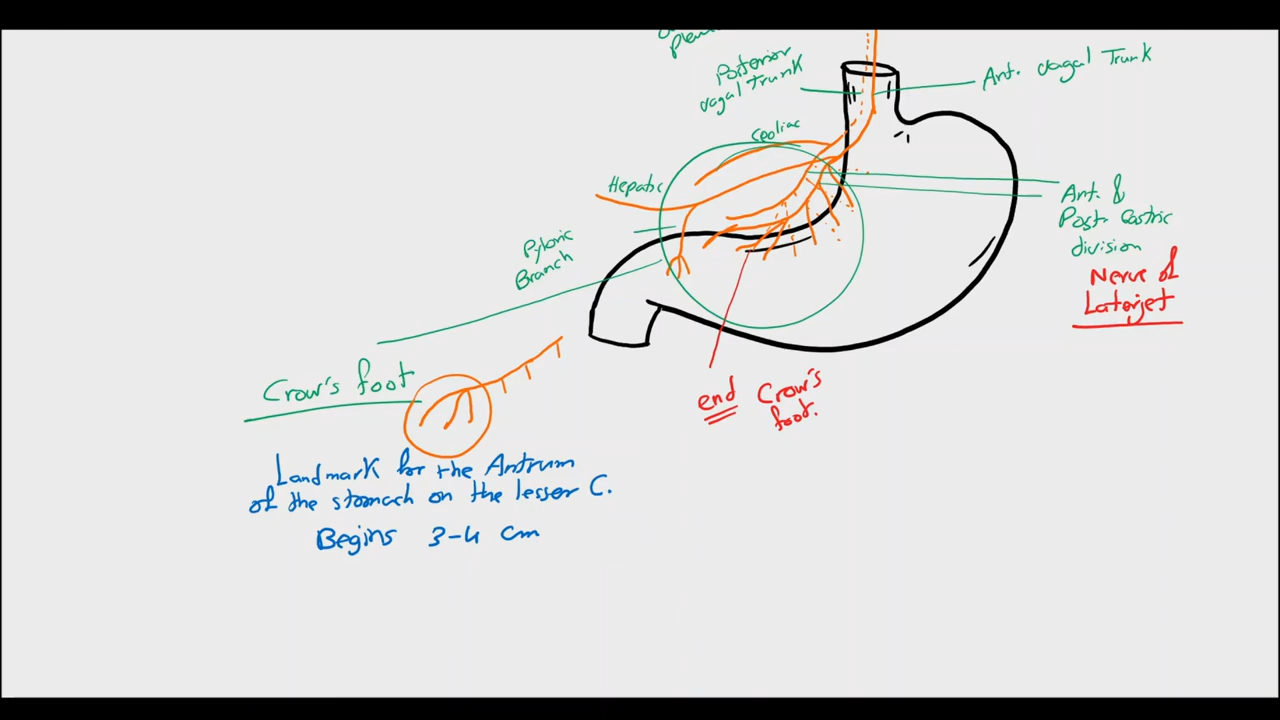 Posterior
vagal Trunk
Ant. vagal Trunk
Coeliac
Hepatic
Ant. &
Post. Gastric
division
Nerve of
Laterjet
Pyloric
Branch
Crow's foot
end Crow's
foot.
Landmark for the Antrum
of the stomach on the lesser C.
Begins 3-4 cm